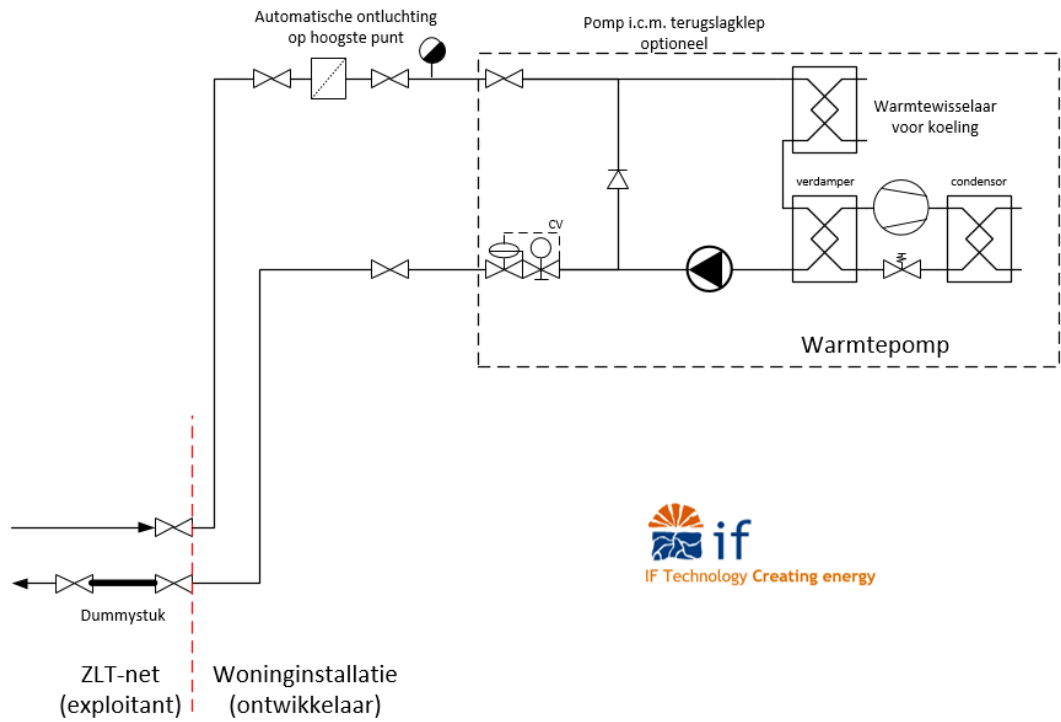 Automatische ontluchting
op hoogste punt
Pomp i.c.m. terugslagklep
optioneel
Warmtewisselaar
voor koeling
verdamper
condensor
CV
Warmtepomp
if
IF Technology Creating energy
Dummystuk
ZLT-net
(exploitant)
Woninginstallatie
(ontwikkelaar)